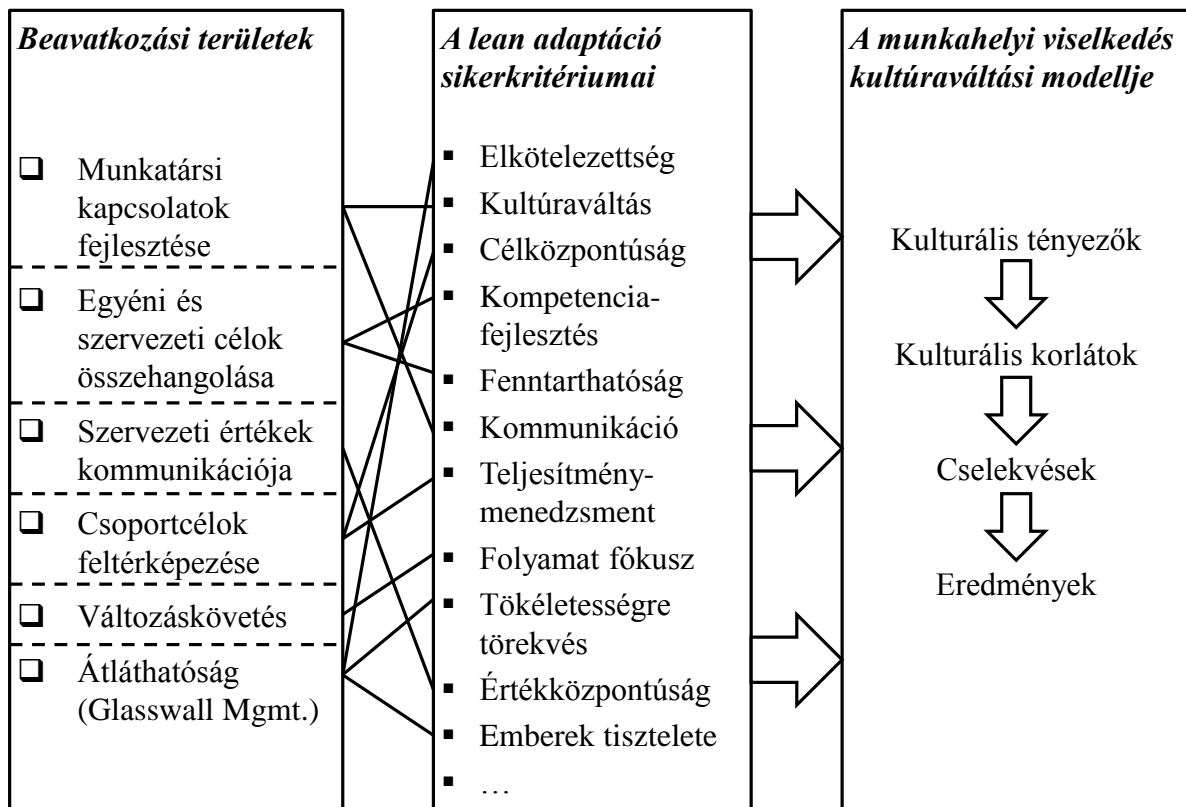 Beavatkozási területek
❑ Munkatársi
kapcsolatok
fejlesztése
❑ Egyéni és
szervezeti célok
összehangolása
❑ Szervezeti értékek
kommunikációja
❑ Csoportcélok
feltérképezése
❑ Változáskövetés
❑ Átláthatóság
(Glasswall Mgmt.)
A lean adaptáció
sikerkritériumai
▪ Elkötelezettség
▪ Kultúraváltás
▪ Célközpontúság
▪ Kompetencia-
fejlesztés
▪ Fenntarthatóság
▪ Kommunikáció
▪ Teljesítmény-
menedzsment
▪ Folyamat fókusz
▪ Tökéletességre
törekvés
▪ Értékközpontúság
▪ Emberek tisztelete
▪ …
A munkahelyi viselkedés
kultúraváltási modellje
Kulturális tényezők
Kulturális korlátok
Cselekvések
Eredmények